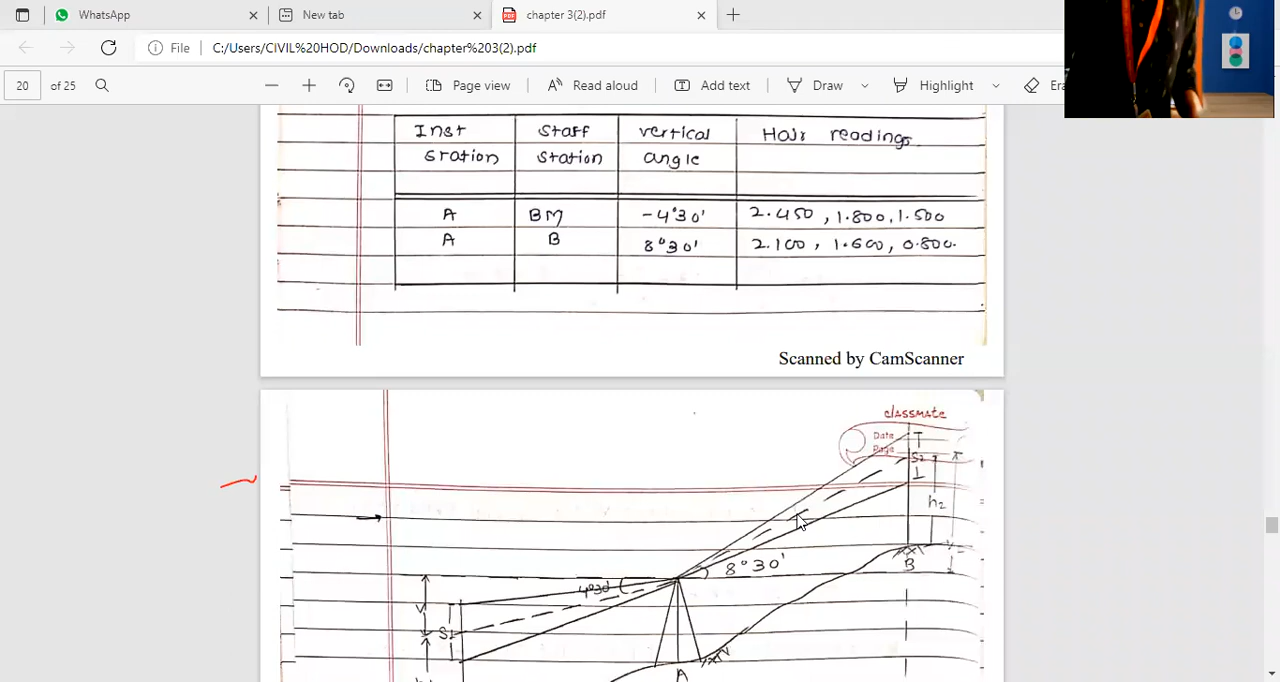 WhatsApp
New tab
chapter 3(2).pdf
File
C:/Users/CIVIL%20HOD/Downloads/chapter%203(2).pdf
20 of 25
Page view
Read aloud
Add text
Draw
Highlight
Era
Inst Staff vertical Hair readings.
station station angle
A BM -4°30' 2.450, 1.800, 1.500
A B 8°30' 2.100, 1.600, 0.800.
Scanned by CamScanner
classmate
Date
Page
T
S2
I
h2
8°30'
B
4°30'
V
T
S1
I
A